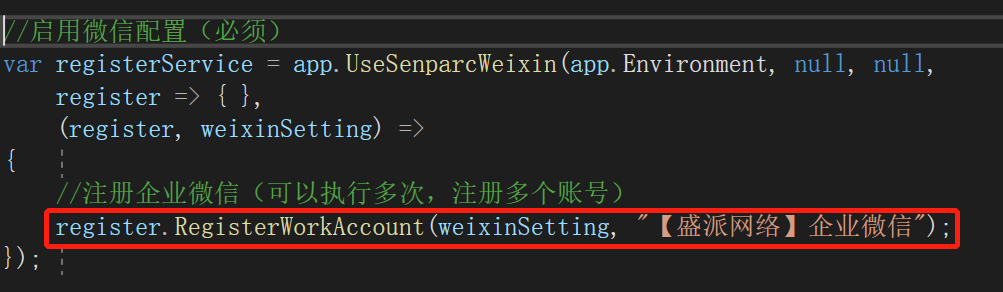 //启用微信配置（必须）
var registerService = app.UseSenparcWeixin(app.Environment, null, null,
register => { },
(register, weixinSetting) =>
{
//注册企业微信（可以执行多次，注册多个账号）
register.RegisterWorkAccount(weixinSetting, "【盛派网络】企业微信");
});